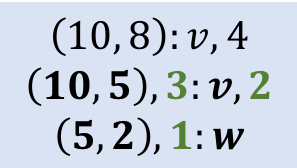 (10, 8): v, 4
(10, 5), 3: v, 2
(5, 2), 1: w